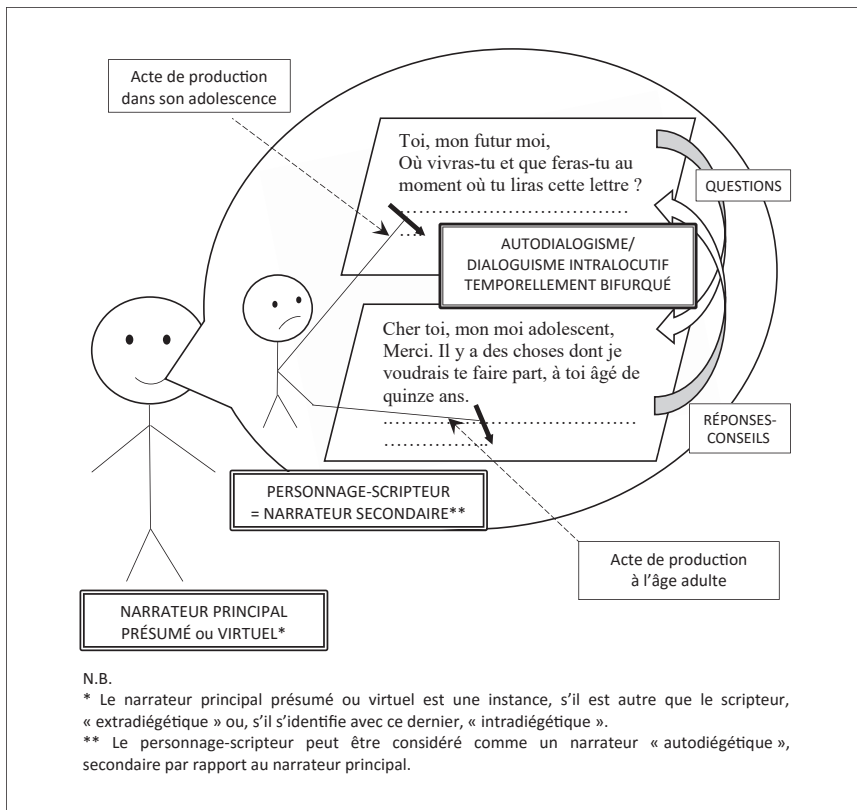 Acte de production
dans son adolescence
Toi, mon futur moi,
Où vivras-tu et que feras-tu au
moment où tu liras cette lettre ?
QUESTIONS
AUTODIALOGISME/
DIALOGUISME INTRALOCUTIF
TEMPORELLEMENT BIFURQUÉ
Cher toi, mon moi adolescent,
Merci. Il y a des choses dont je
voudrais te faire part, à toi âgé de
quinze ans.
RÉPONSES-
CONSEILS
PERSONNAGE-SCRIPTEUR
= NARRATEUR SECONDAIRE**
Acte de production
à l'âge adulte
NARRATEUR PRINCIPAL
PRÉSUMÉ ou VIRTUEL*
N.B.
* Le narrateur principal présumé ou virtuel est une instance, s'il est autre que le scripteur,
« extradiégétique » ou, s'il s'identifie avec ce dernier, « intradiégétique ».
** Le personnage-scripteur peut être considéré comme un narrateur « autodiégétique »,
secondaire par rapport au narrateur principal.